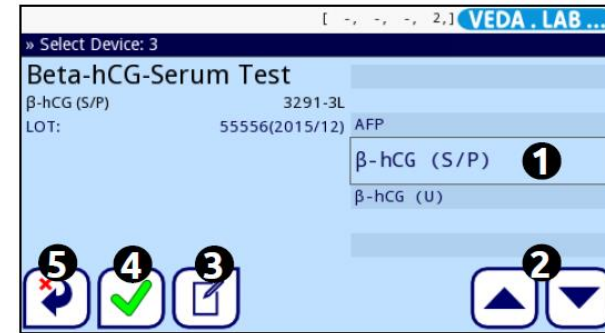 [ -, -, -, 2,] VEDA . LAB ...
» Select Device: 3
Beta-hCG-Serum Test
β-hCG (S/P) 3291-3L
LOT: 55556(2015/12)
AFP
β-hCG (S/P) 1
β-hCG (U)
5 4 3 2